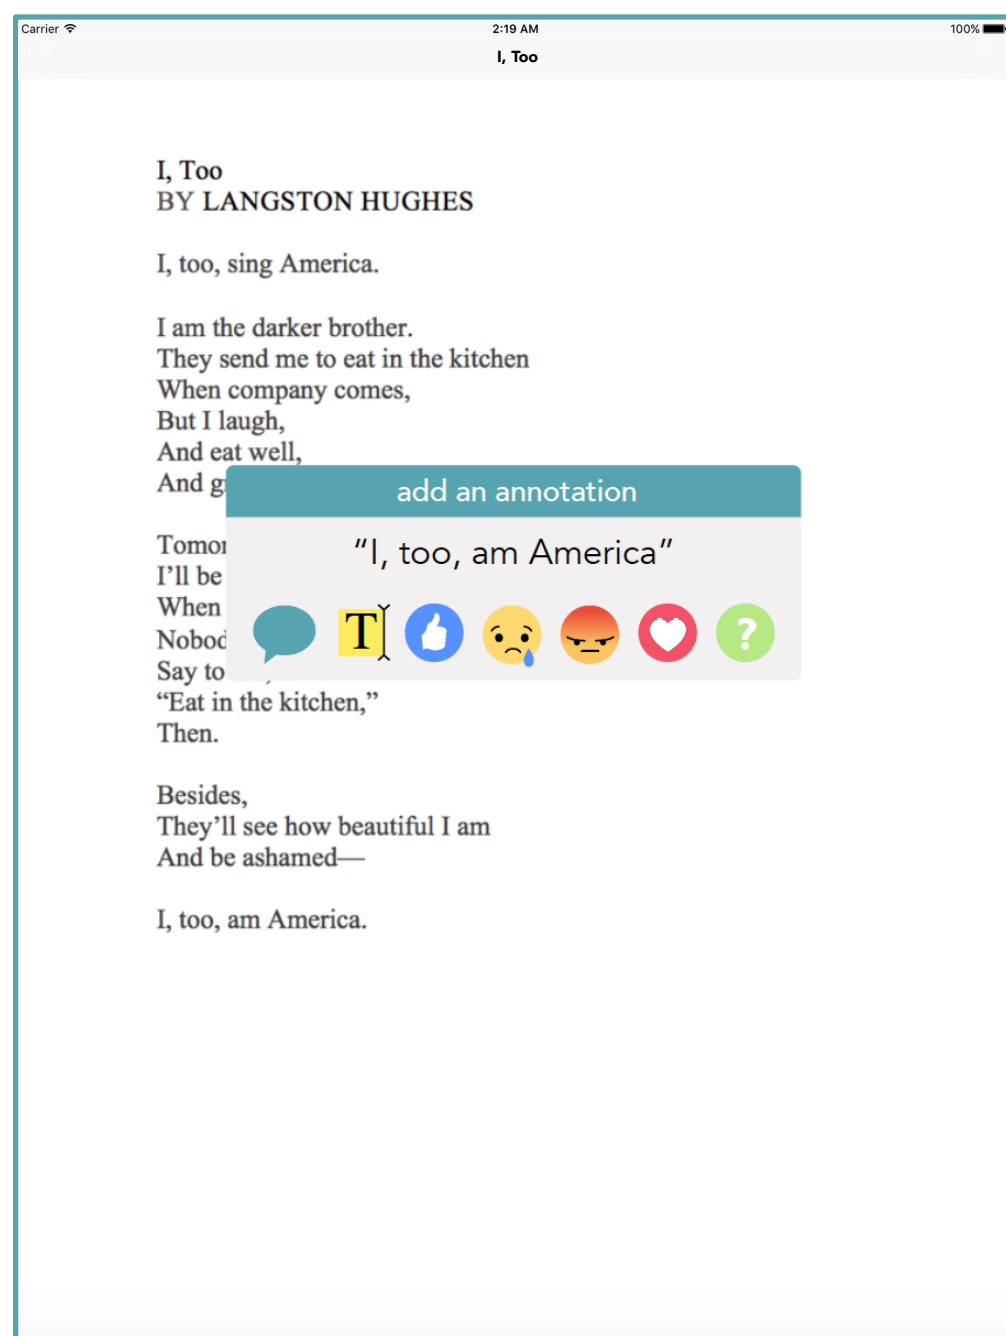 Carrier
2:19 AM
100%
I, Too
I, Too
BY LANGSTON HUGHES
I, too, sing America.
I am the darker brother.
They send me to eat in the kitchen
When company comes,
But I laugh,
And eat well,
And
add an annotation
“I, too, am America”
T
?
I’ll be
When
Say to
“Eat in the kitchen,”
Then.
Besides,
They’ll see how beautiful I am
And be ashamed—
I, too, am America.